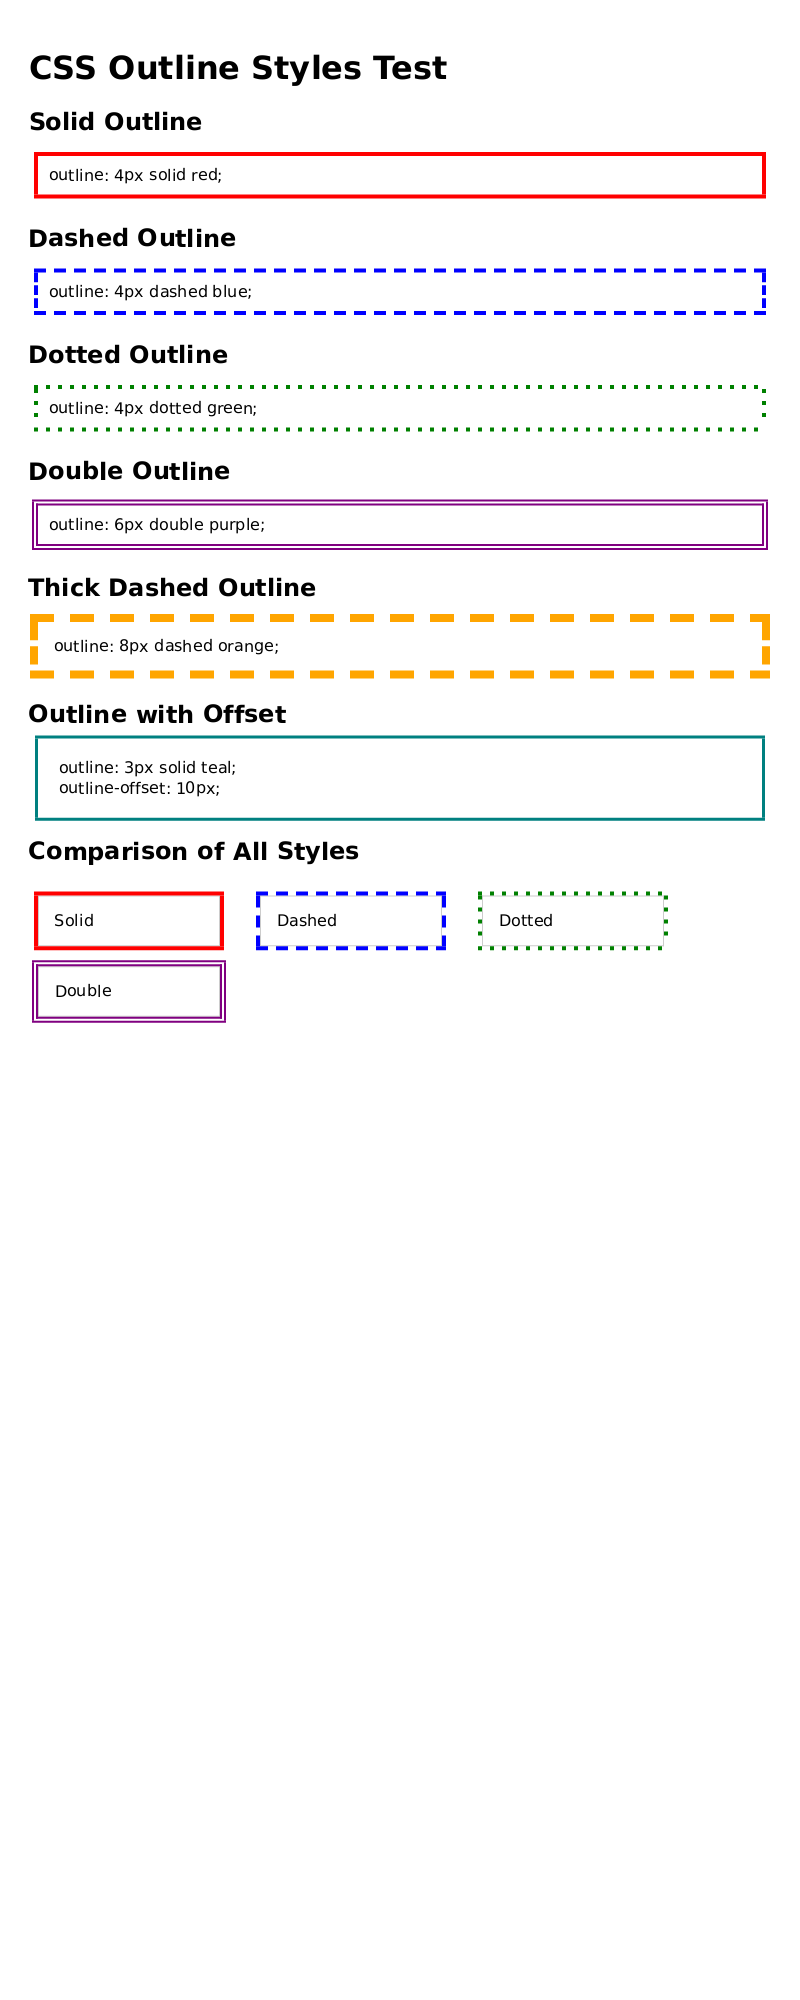 CSS Outline Styles Test
Solid Outline
outline: 4px solid red;
Dashed Outline
outline: 4px dashed blue;
Dotted Outline
outline: 4px dotted green;
Double Outline
outline: 6px double purple;
Thick Dashed Outline
outline: 8px dashed orange;
Outline with Offset
outline: 3px solid teal;
outline-offset: 10px;
Comparison of All Styles
Solid
Dashed
Dotted
Double